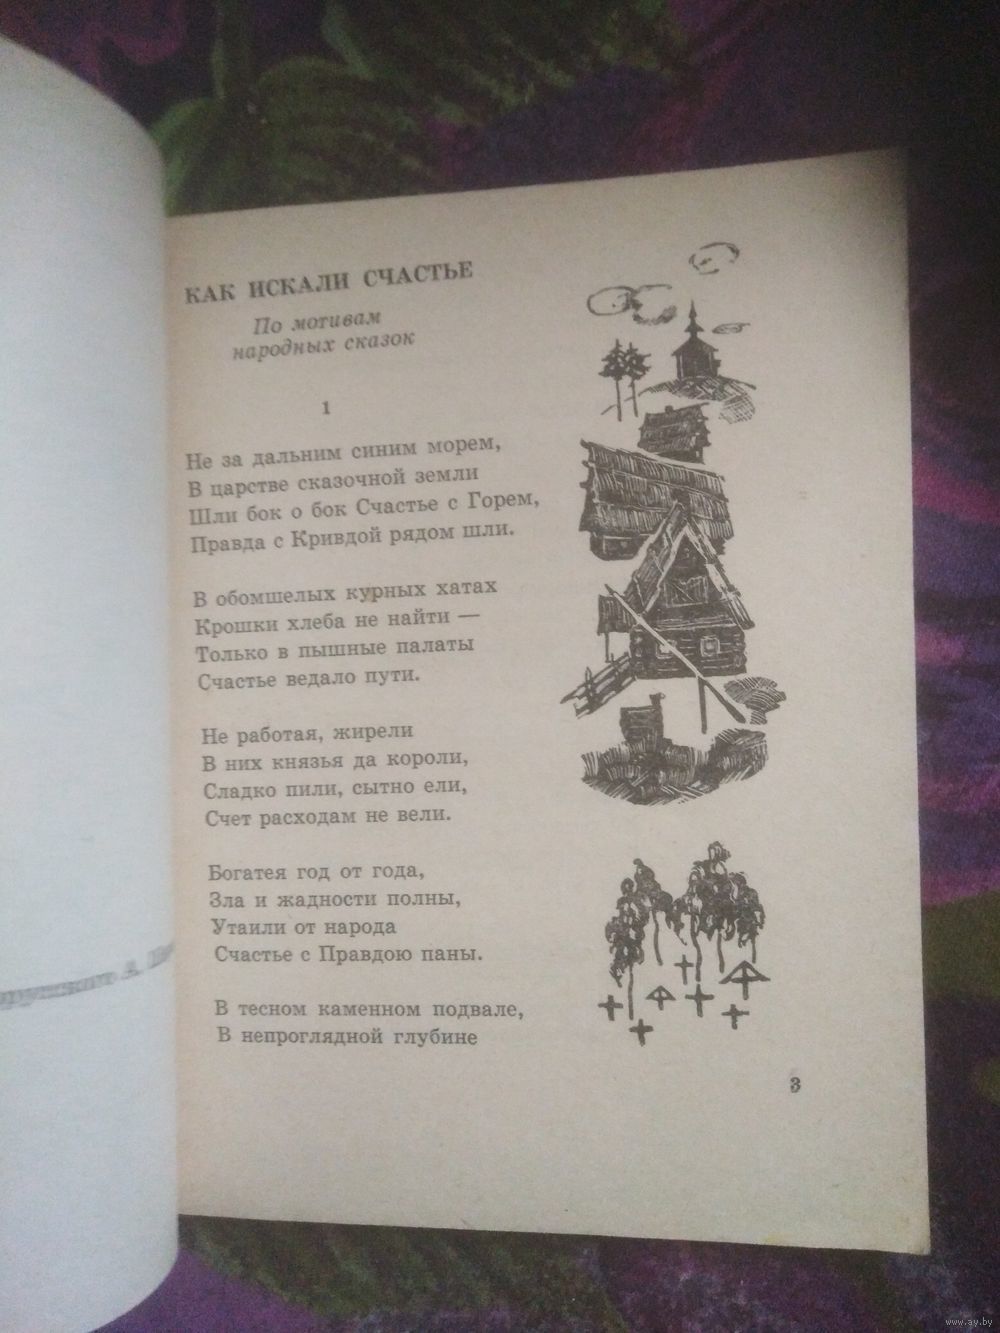 КАК ИСКАЛИ СЧАСТЬЕ
По мотивам
народных сказок
1
Не за дальним синим морем,
В царстве сказочной земли
Шли бок о бок Счастье с Горем,
Правда с Кривдой рядом шли.
В обомшелых курных хатах
Крошки хлеба не найти —
Только в пышные палаты
Счастье ведало пути.
Не работая, жирели
В них князья да короли,
Сладко пили, сытно ели,
Счет расходам не вели.
Богатея год от года,
Зла и жадности полны,
Утаили от народа
Счастье с Правдою паны.
В тесном каменном подвале,
В непроглядной глубине
3
www.ay.by